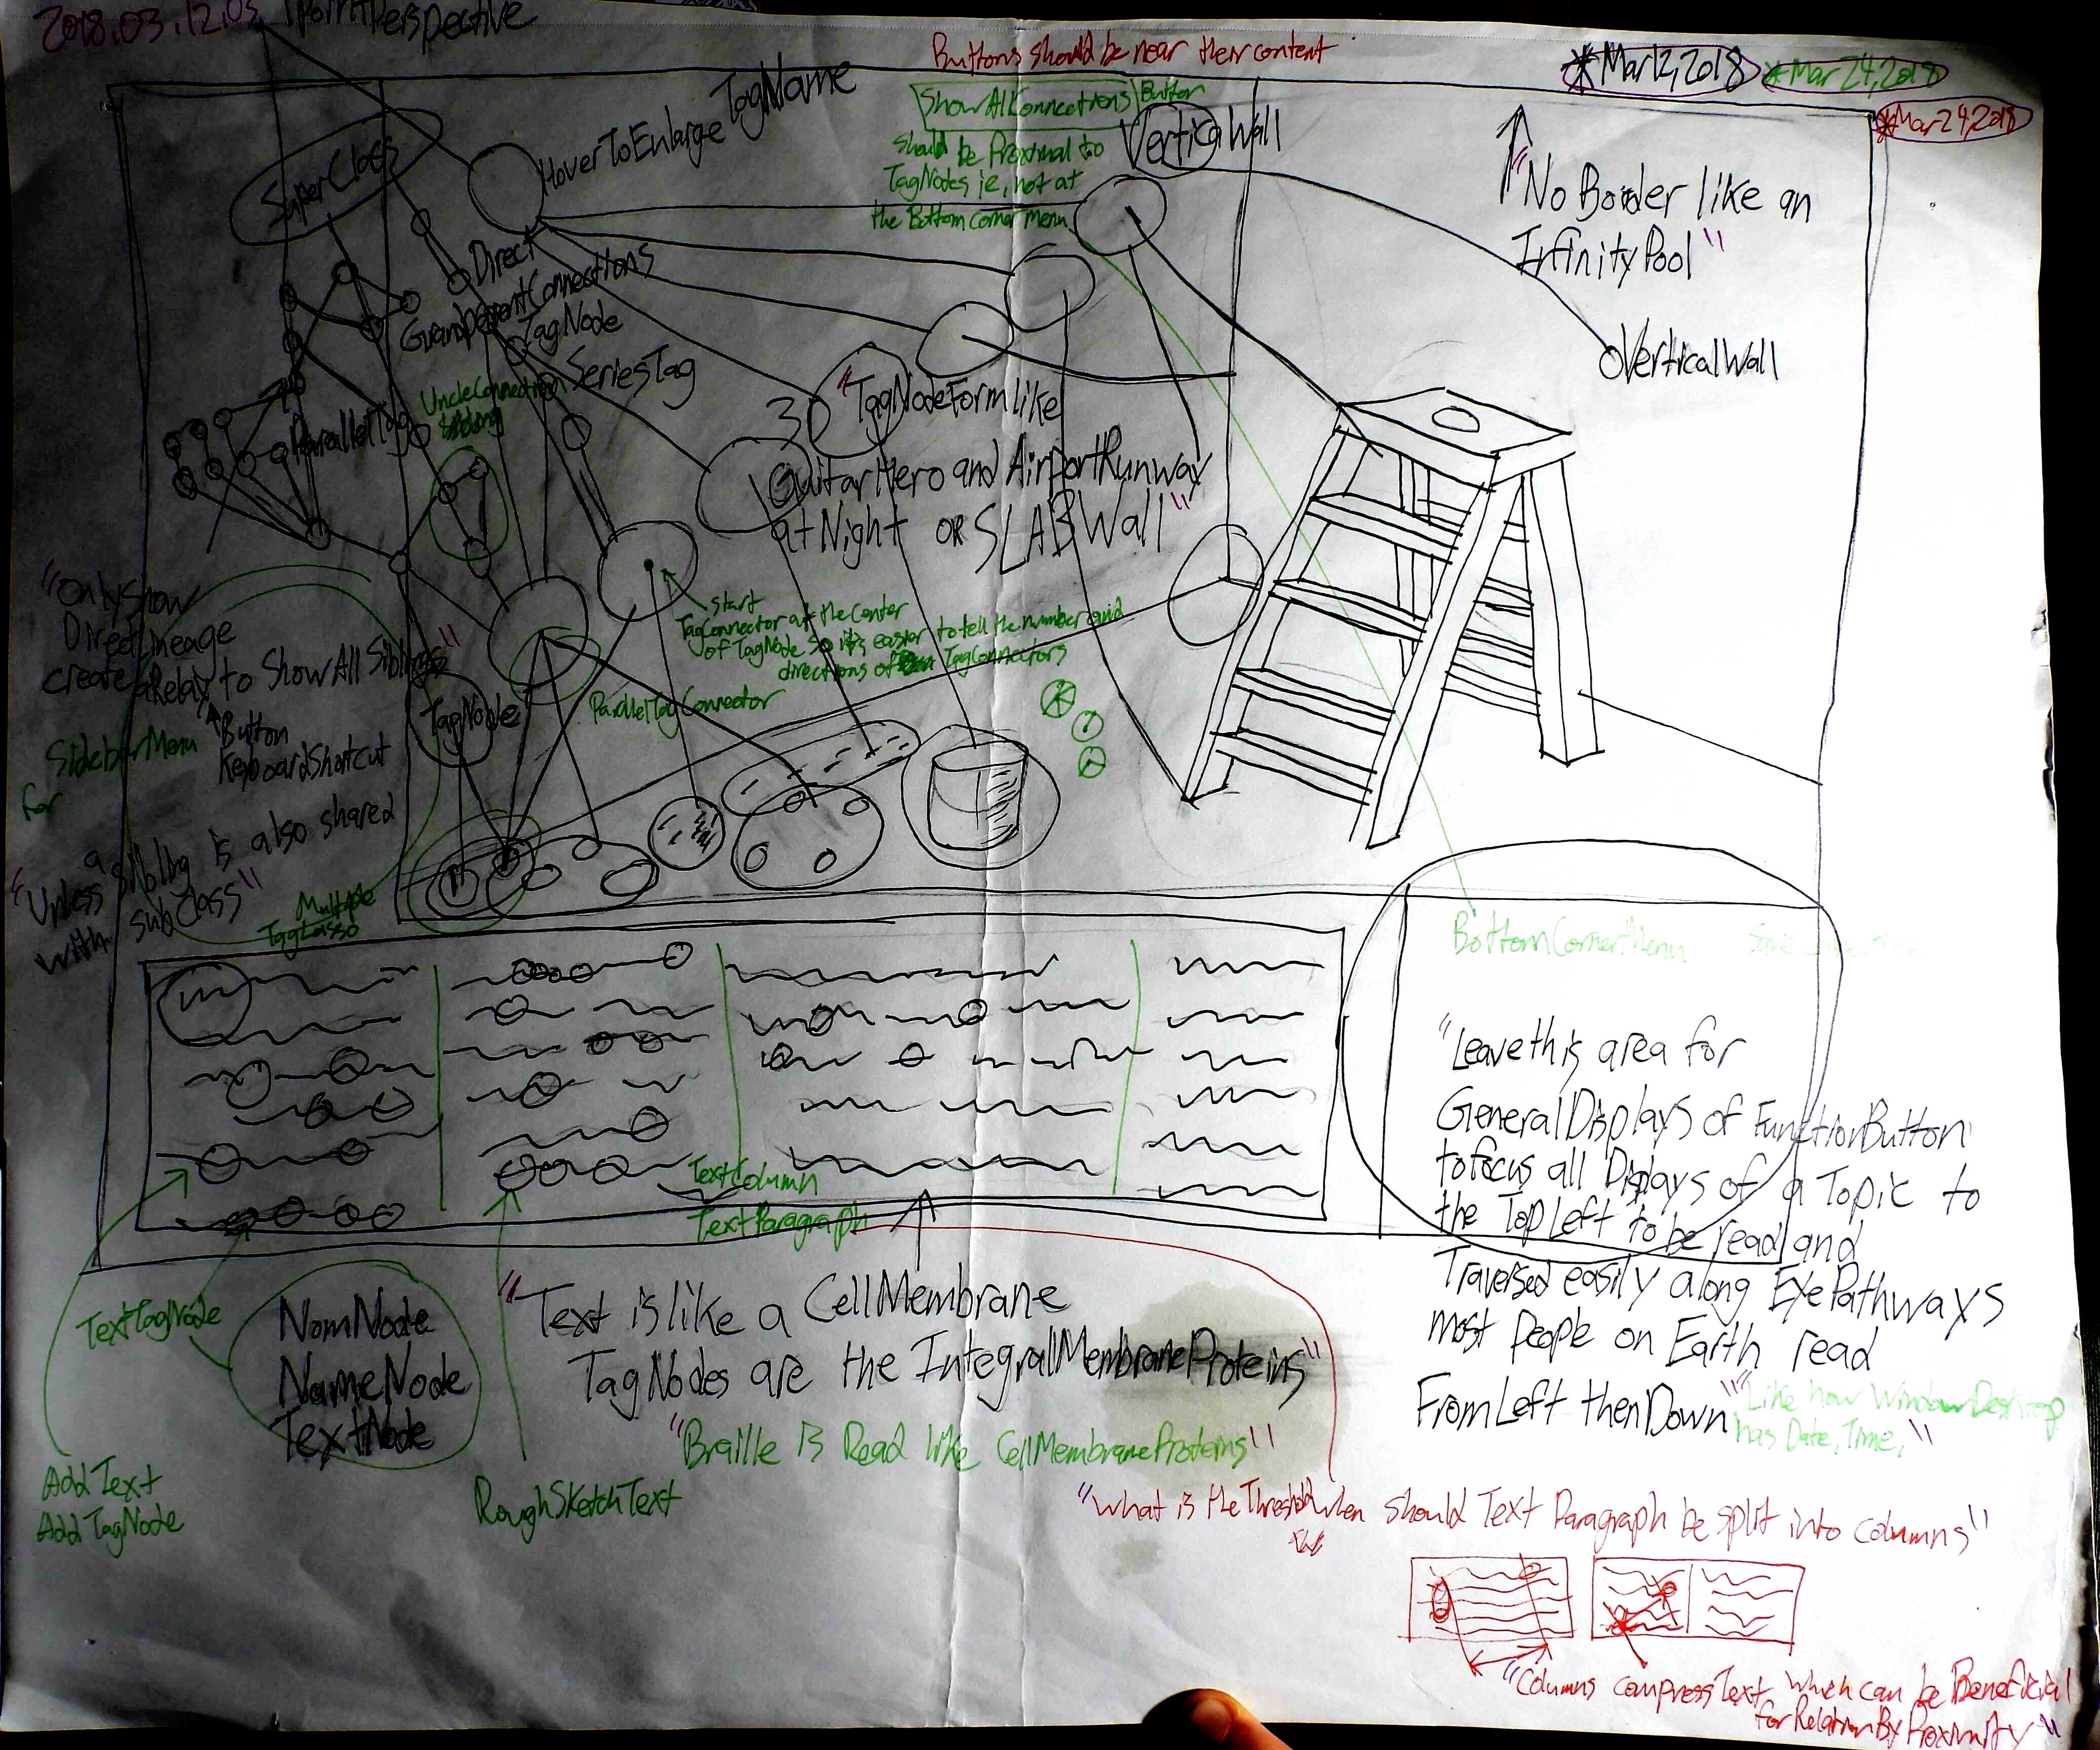 2018.03.12.03 1PointPerspective
Buttons should be near their content
*Mar12,2018 *Mar 24,2018
*Mar24,2018
TagName
HoverToEnlarge
SuperClass
ShowAllConnections Button
should be Proximal to
TagNodes ie, not at
the Bottom corner menu
VerticalWall
"No Border like an
InfinityPool"
VerticalWall
Direct
GrandparentConnections
TagNode
SeriesTag
ParallelTag
UncleConnection
Sibling
3D "TagNodeForm like
GuitarHero and AirportRunway
at Night OR SLABWall"
start
TagConnector at the center
of TagNode so it's easier to tell the number and
directions of TagConnectors
ParallelTagConnector
"Only show
DirectLineage
create a Relay to Show All Siblings"
Button
KeyboardShortcut
SidebarMenu
for
"Unless a sibling is also shared
with subClass"
TagNode
Multiple
TagLasso
BottomCornerMenu
"Leave this area for
GeneralDisplays of FunctionButton
to focus all Displays of a Topic to
the Top Left to be read and
Traversed easily along EyePathways
most people on Earth read
From Left then Down"
"Like how WindowDesktop
has Date, Time,"
TextColumn
TextParagraph
TextTagNode
NomNode
NameNode
TextNode
"Text is like a CellMembrane
TagNodes are the IntegralMembraneProteins"
"Braille is Read like CellMembraneProteins"
Add Text
Add TagNode
RoughSketchText
"What is the Threshold when should Text Paragraph be split into columns"
"Columns compress Text which can be Beneficial
for RelationByProximity"